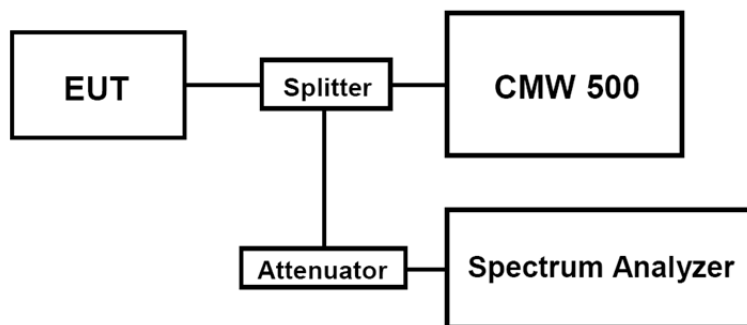 EUT
Splitter
CMW 500
Attenuator
Spectrum Analyzer